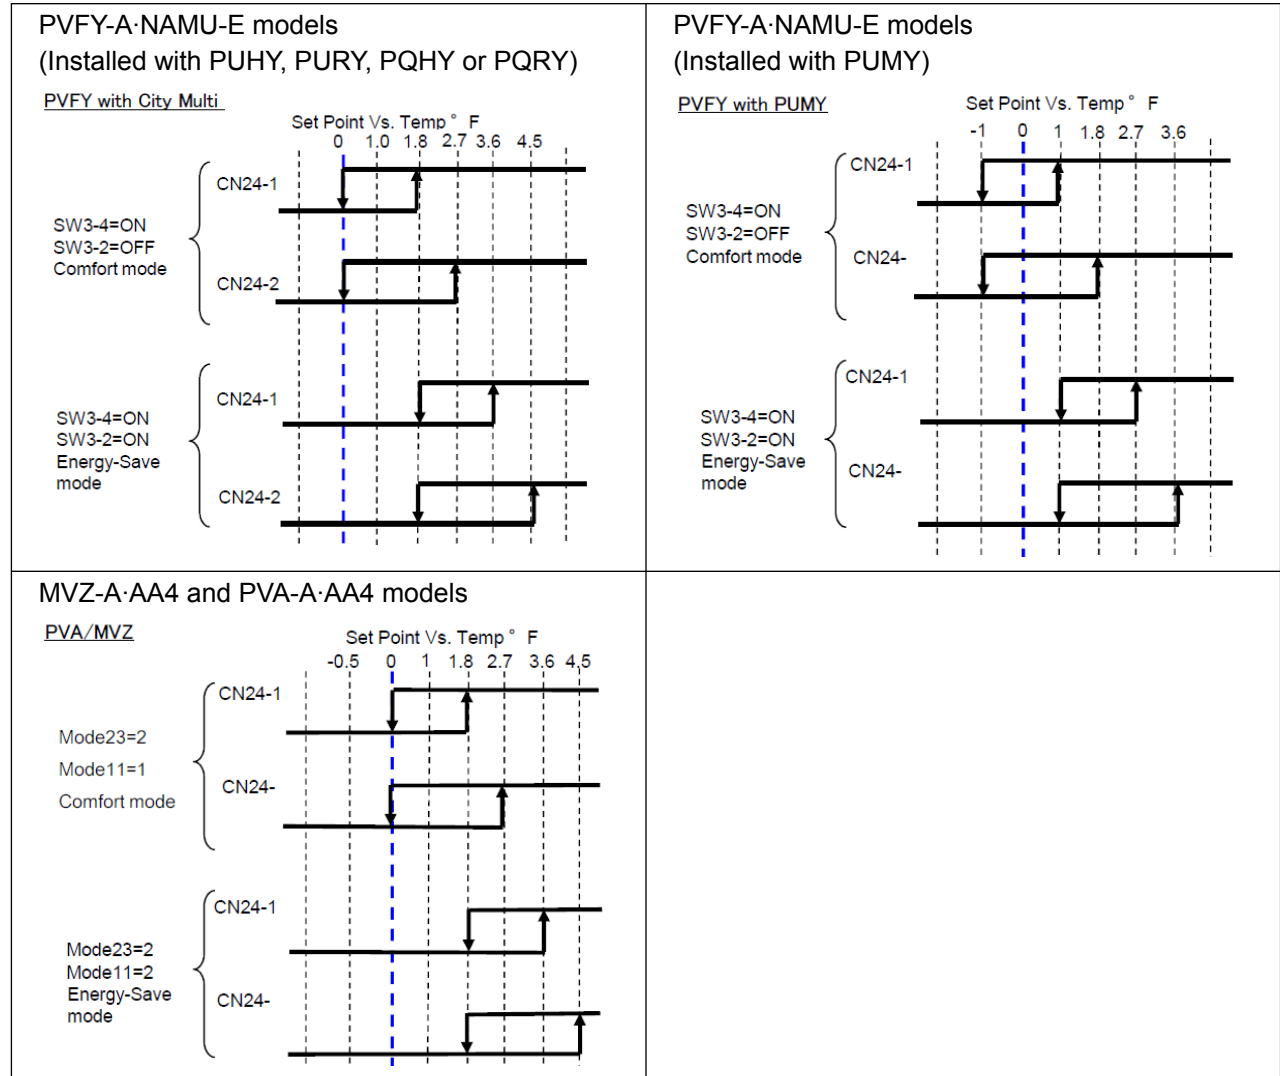 PVFY-A·NAMU-E models
(Installed with PUHY, PURY, PQHY or PQRY)
PVFY with City Multi
Set Point Vs. Temp° F
0 1.0 1.8 2.7 3.6 4.5
CN24-1
SW3-4=ON
SW3-2=OFF
Comfort mode
CN24-2
CN24-1
SW3-4=ON
SW3-2=ON
Energy-Save
mode
CN24-2
PVFY-A·NAMU-E models
(Installed with PUMY)
PVFY with PUMY
Set Point Vs. Temp° F
-1 0 1 1.8 2.7 3.6
CN24-1
SW3-4=ON
SW3-2=OFF
Comfort mode
CN24-
CN24-1
SW3-4=ON
SW3-2=ON
Energy-Save
mode
CN24-
MVZ-A·AA4 and PVA-A·AA4 models
PVA/MVZ
Set Point Vs. Temp° F
-0.5 0 1 1.8 2.7 3.6 4.5
CN24-1
Mode23=2
Mode11=1
Comfort mode
CN24-
CN24-1
Mode23=2
Mode11=2
Energy-Save
mode
CN24-